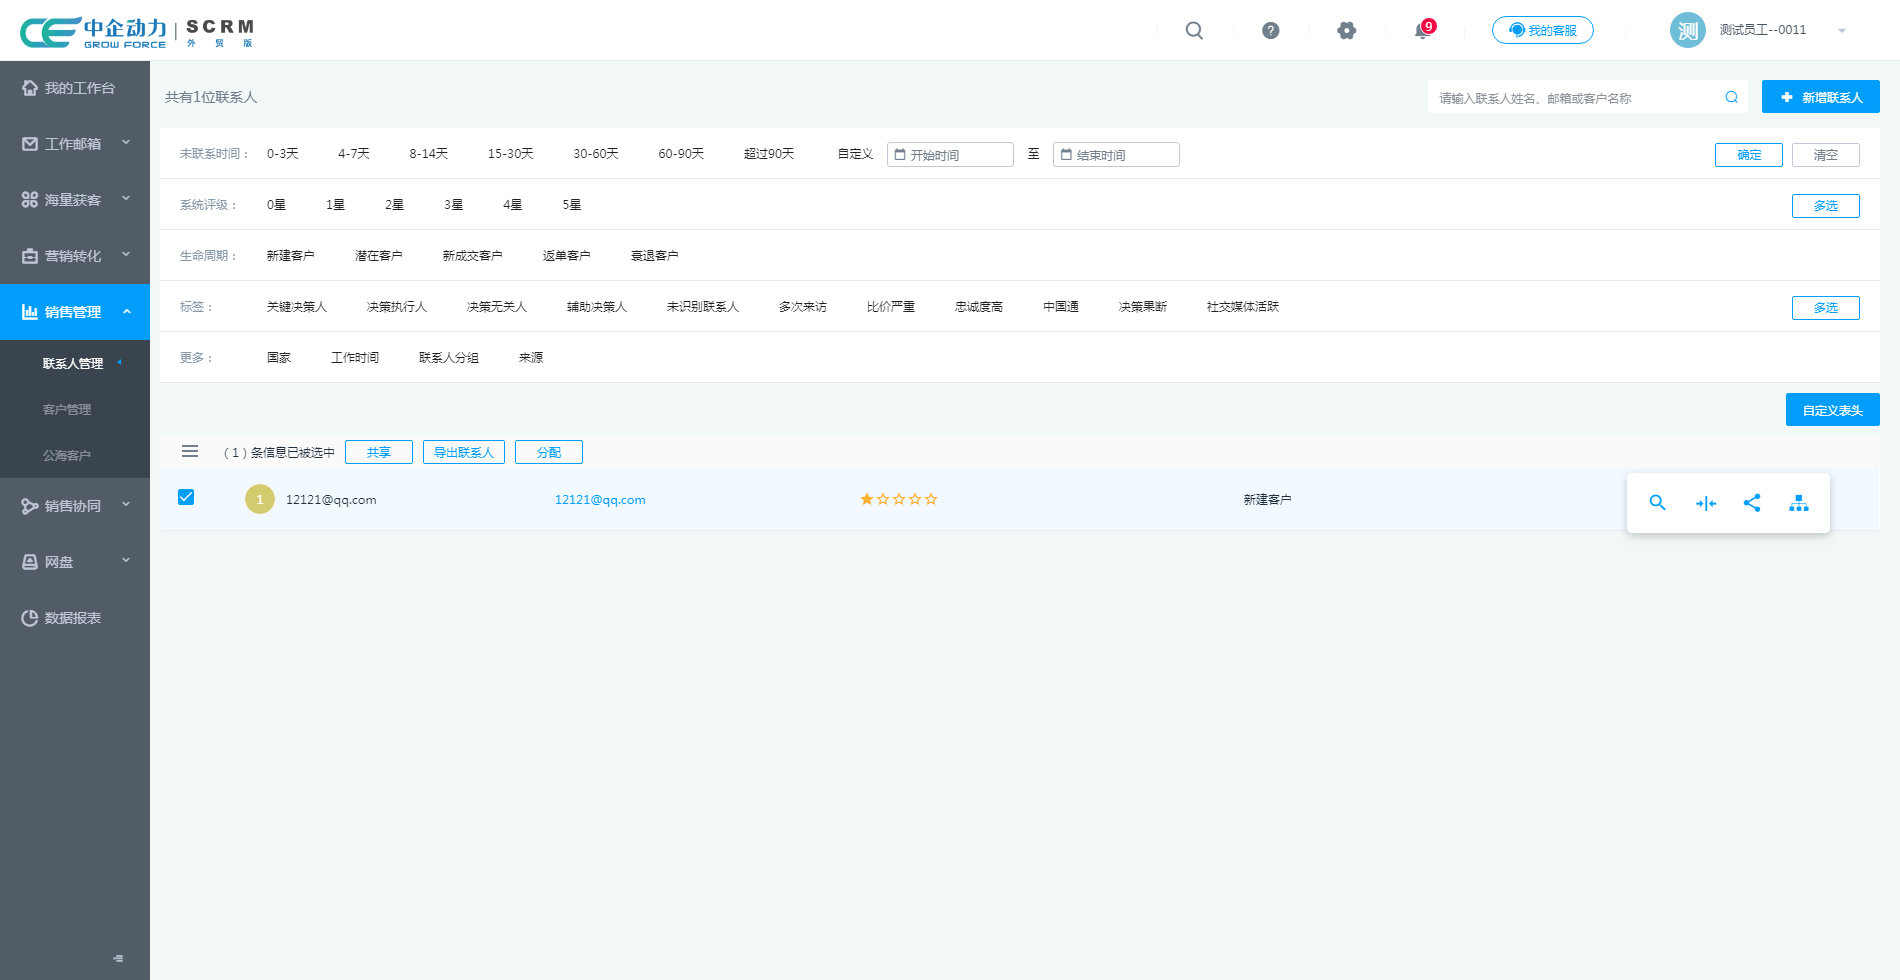 中企动力 GROW FORCE | SCRM 外贸版
9
我的客服
测 测试员工--0011
我的工作台
工作邮箱
海量获客
营销转化
销售管理
联系人管理
客户管理
公海客户
销售协同
网盘
数据报表
共有1位联系人
请输入联系人姓名、邮箱或客户名称
新增联系人
未联系时间： 0-3天 4-7天 8-14天 15-30天 30-60天 60-90天 超过90天 自定义 开始时间 至 结束时间 确定 清空
系统评级： 0星 1星 2星 3星 4星 5星 多选
生命周期： 新建客户 潜在客户 新成交客户 返单客户 衰退客户
标签： 关键决策人 决策执行人 决策无关人 辅助决策人 未识别联系人 多次来访 比价严重 忠诚度高 中国通 决策果断 社交媒体活跃 多选
更多： 国家 工作时间 联系人分组 来源
自定义表头
（1）条信息已被选中 共享 导出联系人 分配
1 12121@qq.com 12121@qq.com 新建客户